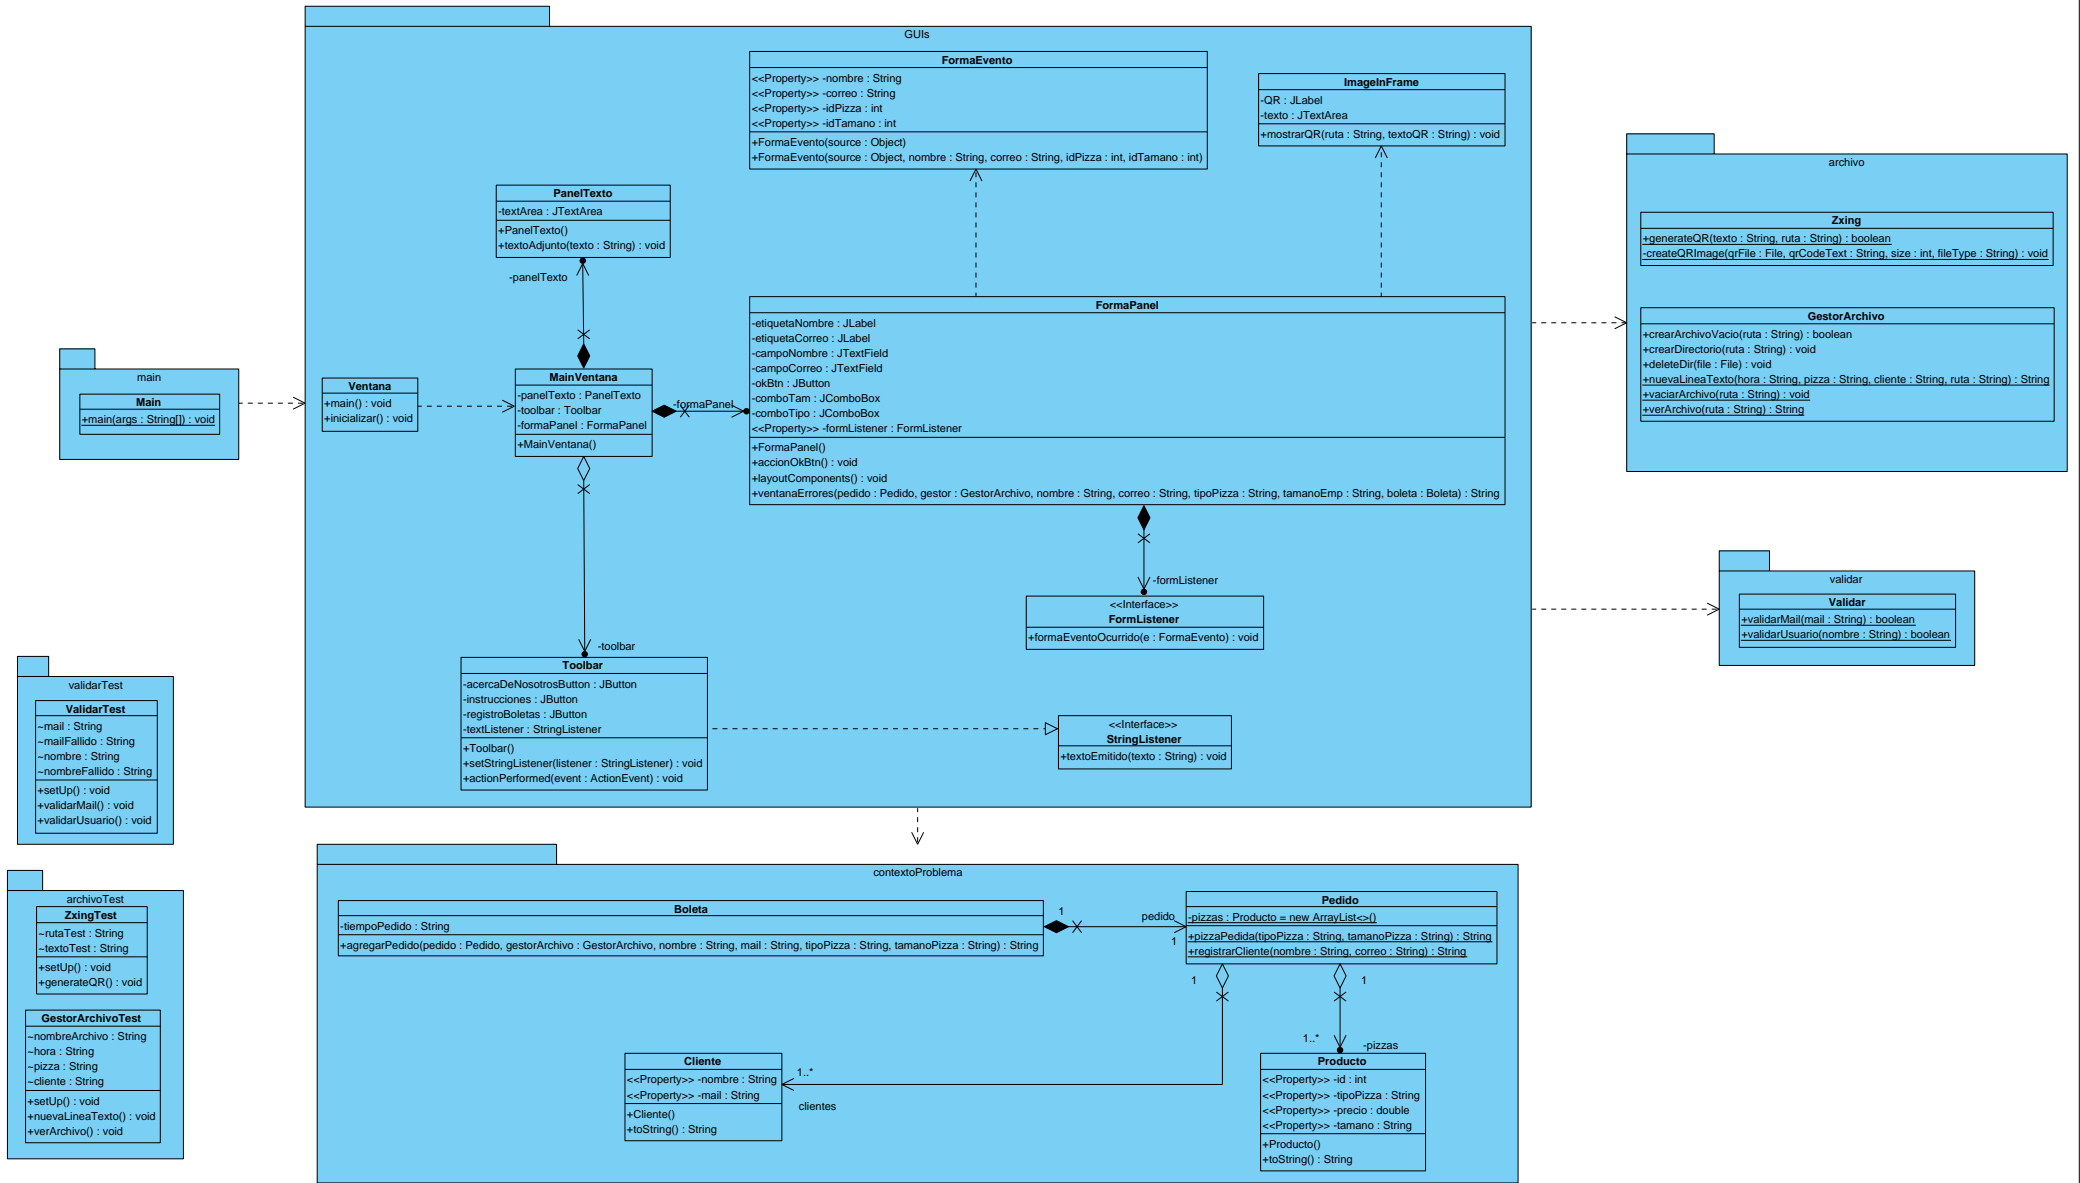 GUIs
FormaEvento
<<Property>> -nombre : String
<<Property>> -correo : String
<<Property>> -idPizza : int
<<Property>> -idTamano : int
+FormaEvento(source : Object)
+FormaEvento(source : Object, nombre : String, correo : String, idPizza : int, idTamano : int)
ImageInFrame
-QR : JLabel
-texto : JTextArea
+mostrarQR(ruta : String, textoQR : String) : void
PanelTexto
-textArea : JTextArea
+PanelTexto()
+textoAdjunto(texto : String) : void
-panelTexto
FormaPanel
-etiquetaNombre : JLabel
-etiquetaCorreo : JLabel
-campoNombre : JTextField
-campoCorreo : JTextField
-okBtn : JButton
-comboTam : JComboBox
-comboTipo : JComboBox
<<Property>> -formListener : FormListener
+FormaPanel()
+accionOkBtn() : void
+layoutComponents() : void
+ventanaErrores(pedido : Pedido, gestor : GestorArchivo, nombre : String, correo : String, tipoPizza : String, tamanoEmp : String, boleta : Boleta) : String
main
Main
+main(args : String[]) : void
Ventana
+main() : void
+inicializar() : void
MainVentana
-panelTexto : PanelTexto
-toolbar : Toolbar
-formaPanel : FormaPanel
+MainVentana()
-formaPanel
-formListener
<<Interface>>
FormListener
+formaEventoOcurrido(e : FormaEvento) : void
-toolbar
Toolbar
-acercaDeNosotrosButton : JButton
-instrucciones : JButton
-registroBoletas : JButton
-textListener : StringListener
+Toolbar()
+setStringListener(listener : StringListener) : void
+actionPerformed(event : ActionEvent) : void
<<Interface>>
StringListener
+textoEmitido(texto : String) : void
archivo
Zxing
+generateQR(texto : String, ruta : String) : boolean
-createQRImage(qrFile : File, qrCodeText : String, size : int, fileType : String) : void
GestorArchivo
+crearArchivoVacio(ruta : String) : boolean
+crearDirectorio(ruta : String) : void
+deleteDir(file : File) : void
+nuevaLineaTexto(hora : String, pizza : String, cliente : String, ruta : String) : String
+vaciarArchivo(ruta : String) : void
+verArchivo(ruta : String) : String
validar
Validar
+validarMail(mail : String) : boolean
+validarUsuario(nombre : String) : boolean
validarTest
ValidarTest
~mail : String
~mailFallido : String
~nombre : String
~nombreFallido : String
+setUp() : void
+validarMail() : void
+validarUsuario() : void
archivoTest
ZxingTest
~rutaTest : String
~textoTest : String
+setUp() : void
+generateQR() : void
GestorArchivoTest
~nombreArchivo : String
~hora : String
~pizza : String
~cliente : String
+setUp() : void
+nuevaLineaTexto() : void
+verArchivo() : void
contextoProblema
Boleta
-tiempoPedido : String
+agregarPedido(pedido : Pedido, gestorArchivo : GestorArchivo, nombre : String, mail : String, tipoPizza : String, tamanoPizza : String) : String
1
pedido
1
Pedido
-pizzas : Producto = new ArrayList<>()
+pizzaPedida(tipoPizza : String, tamanoPizza : String) : String
+registrarCliente(nombre : String, correo : String) : String
1
1
1..*
-pizzas
1..*
clientes
Cliente
<<Property>> -nombre : String
<<Property>> -mail : String
+Cliente()
+toString() : String
Producto
<<Property>> -id : int
<<Property>> -tipoPizza : String
<<Property>> -precio : double
<<Property>> -tamano : String
+Producto()
+toString() : String